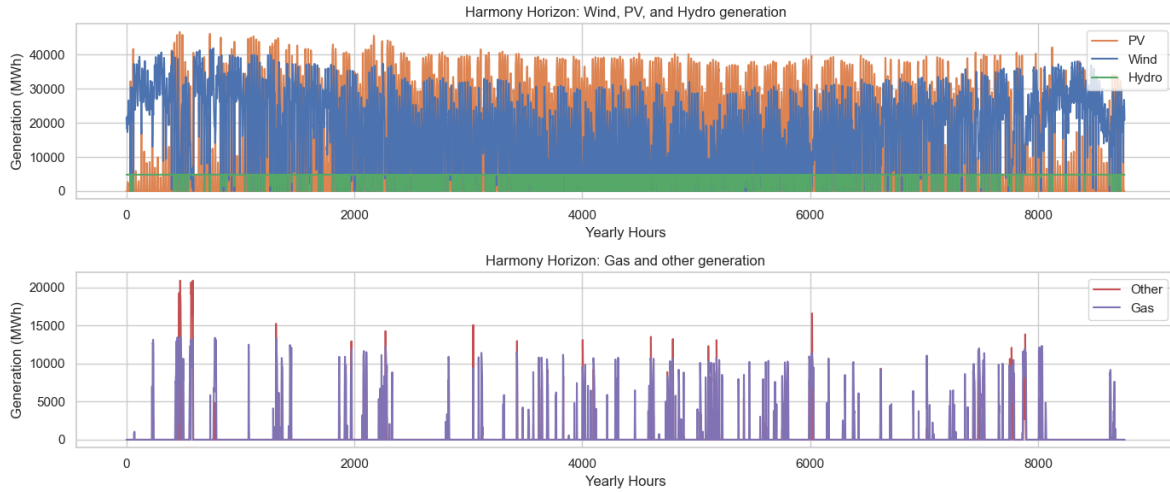 Harmony Horizon: Wind, PV, and Hydro generation
Generation (MWh)
40000
30000
20000
10000
0
PV
Wind
Hydro
0 2000 4000 6000 8000
Yearly Hours
Harmony Horizon: Gas and other generation
Generation (MWh)
20000
15000
10000
5000
0
Other
Gas
0 2000 4000 6000 8000
Yearly Hours